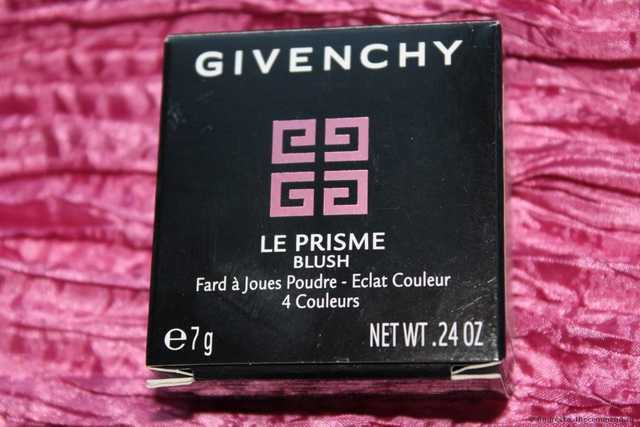 GIVENCHY
LE PRISME
BLUSH
Fard à Joues Poudre - Eclat Couleur
4 Couleurs
℮7g NET WT .24 OZ